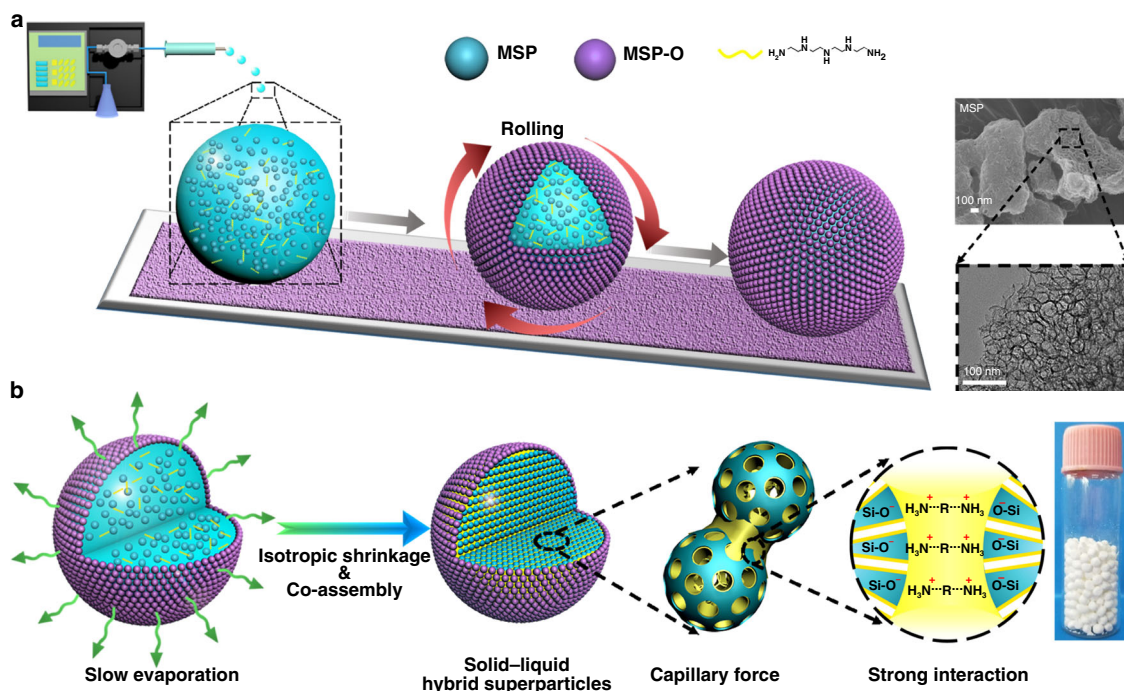 a
MSP
MSP-O
H₂N
H
N
N
H
H
N
NH₂
Rolling
MSP
100 nm
100 nm
b
Isotropic shrinkage
&
Co-assembly
Si-O⁻
H₃N⁺···R···NH₃⁺
⁻O-Si
Si-O⁻
H₃N⁺···R···NH₃⁺
⁻O-Si
Si-O⁻
H₃N⁺···R···NH₃⁺
⁻O-Si
Slow evaporation
Solid–liquid
hybrid superparticles
Capillary force
Strong interaction